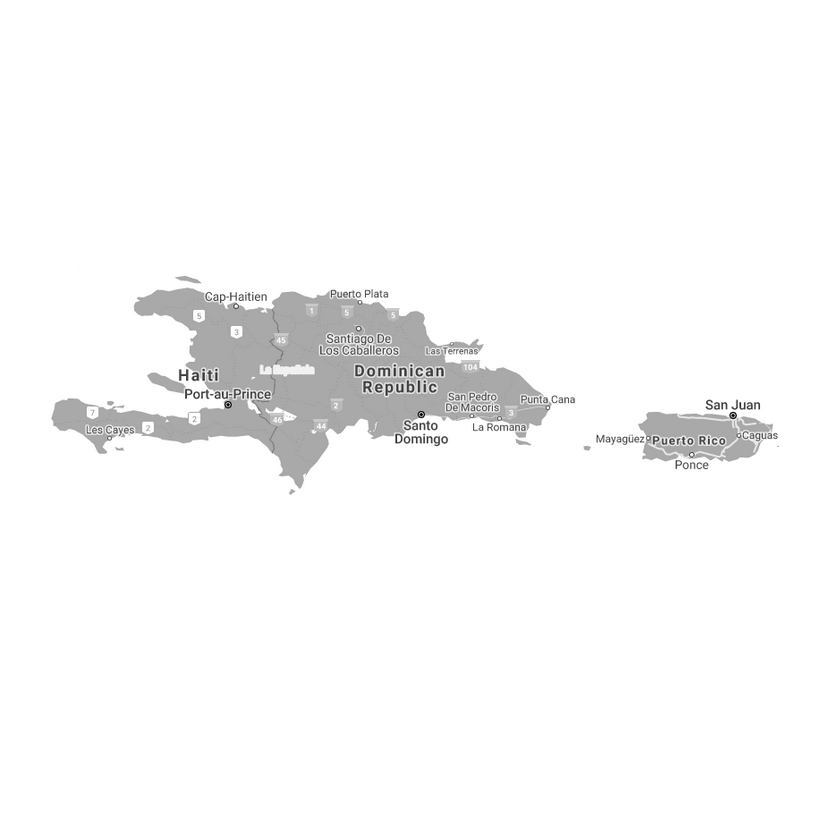 Cap-Haitien
Puerto Plata
5
1
5
5
3
45
Santiago De
Los Caballeros
Las Terrenas
Haiti
Dominican
Republic
104
Port-au-Prince
San Pedro
De Macoris
Punta Cana
7
2
2
46
44
2
3
Les Cayes
Santo
Domingo
La Romana
San Juan
Mayagüez
Puerto Rico
Caguas
Ponce